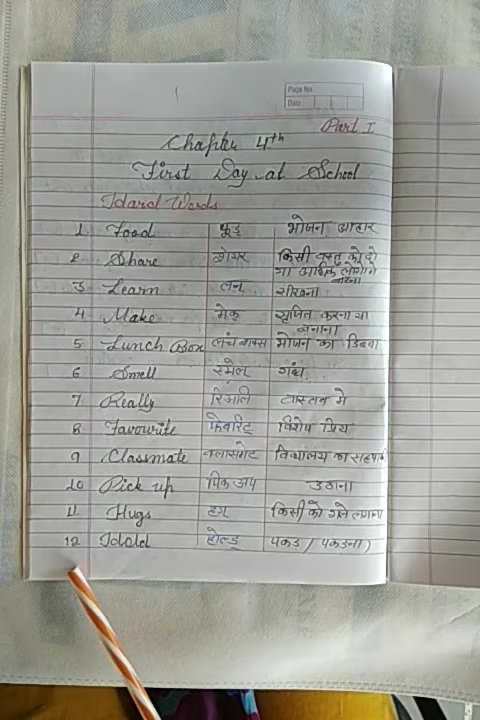 Page No.
Date :
Part I
Chapter 4th
First Day at School
Hard Words
1 Food फूड भोजन आहार
2 Share शेयर किसी वस्तु को दो
या अधिक लोगों में
बाँटना
3 Learn लर्न सीखना
4 Make मेक सृजित करना या
बनाना
5 Lunch Box लंच बाक्स भोजन का डिब्बा
6 Smell स्मेल गंध
7 Really रिअलि वास्तव मे
8 Favourite फेवरिट् विशेष प्रिय
9 Classmate क्लासमेट विद्यालय का सहपाठी
10 Pick up पिक अप उठाना
11 Hugs हग् किसी को गले लगाना
12 Hold होल्ड् पकड / पकडना)